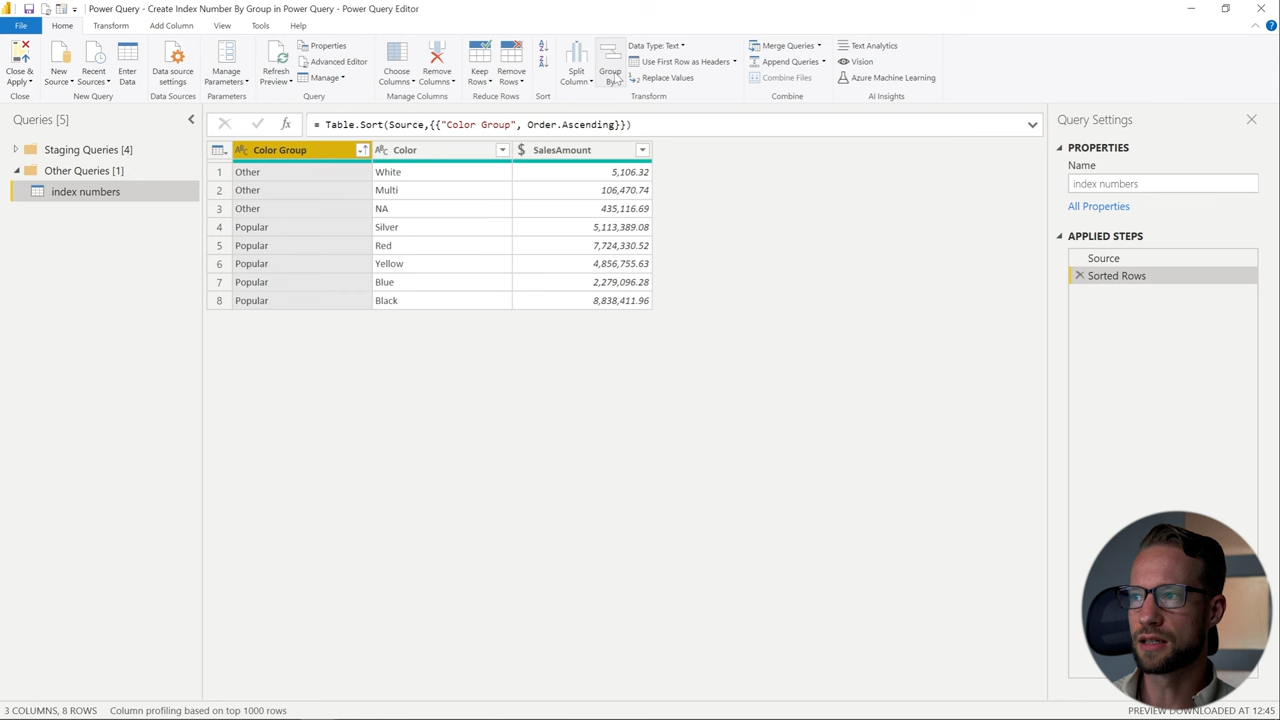 Power Query - Create Index Number By Group in Power Query - Power Query Editor
File Home Transform Add Column View Tools Help
Close & Apply
New Source
Recent Sources
Enter Data
Data source settings
Manage Parameters
Refresh Preview
Properties
Advanced Editor
Manage
Choose Columns
Remove Columns
Keep Rows
Remove Rows
Split Column
Group By
Data Type: Text
Use First Row as Headers
Replace Values
Merge Queries
Append Queries
Combine Files
Text Analytics
Vision
Azure Machine Learning
Close New Query Data Sources Parameters Query Manage Columns Reduce Rows Sort Transform Combine AI Insights
Queries [5]
Staging Queries [4]
Other Queries [1]
index numbers
= Table.Sort(Source,{{"Color Group", Order.Ascending}})
Color Group Color SalesAmount
1 Other White 5,106.32
2 Other Multi 106,470.74
3 Other NA 435,116.69
4 Popular Silver 5,113,389.08
5 Popular Red 7,724,330.52
6 Popular Yellow 4,856,755.63
7 Popular Blue 2,279,096.28
8 Popular Black 8,838,411.96
Query Settings
PROPERTIES
Name
index numbers
All Properties
APPLIED STEPS
Source
Sorted Rows
3 COLUMNS, 8 ROWS Column profiling based on top 1000 rows
PREVIEW DOWNLOADED AT 12:45